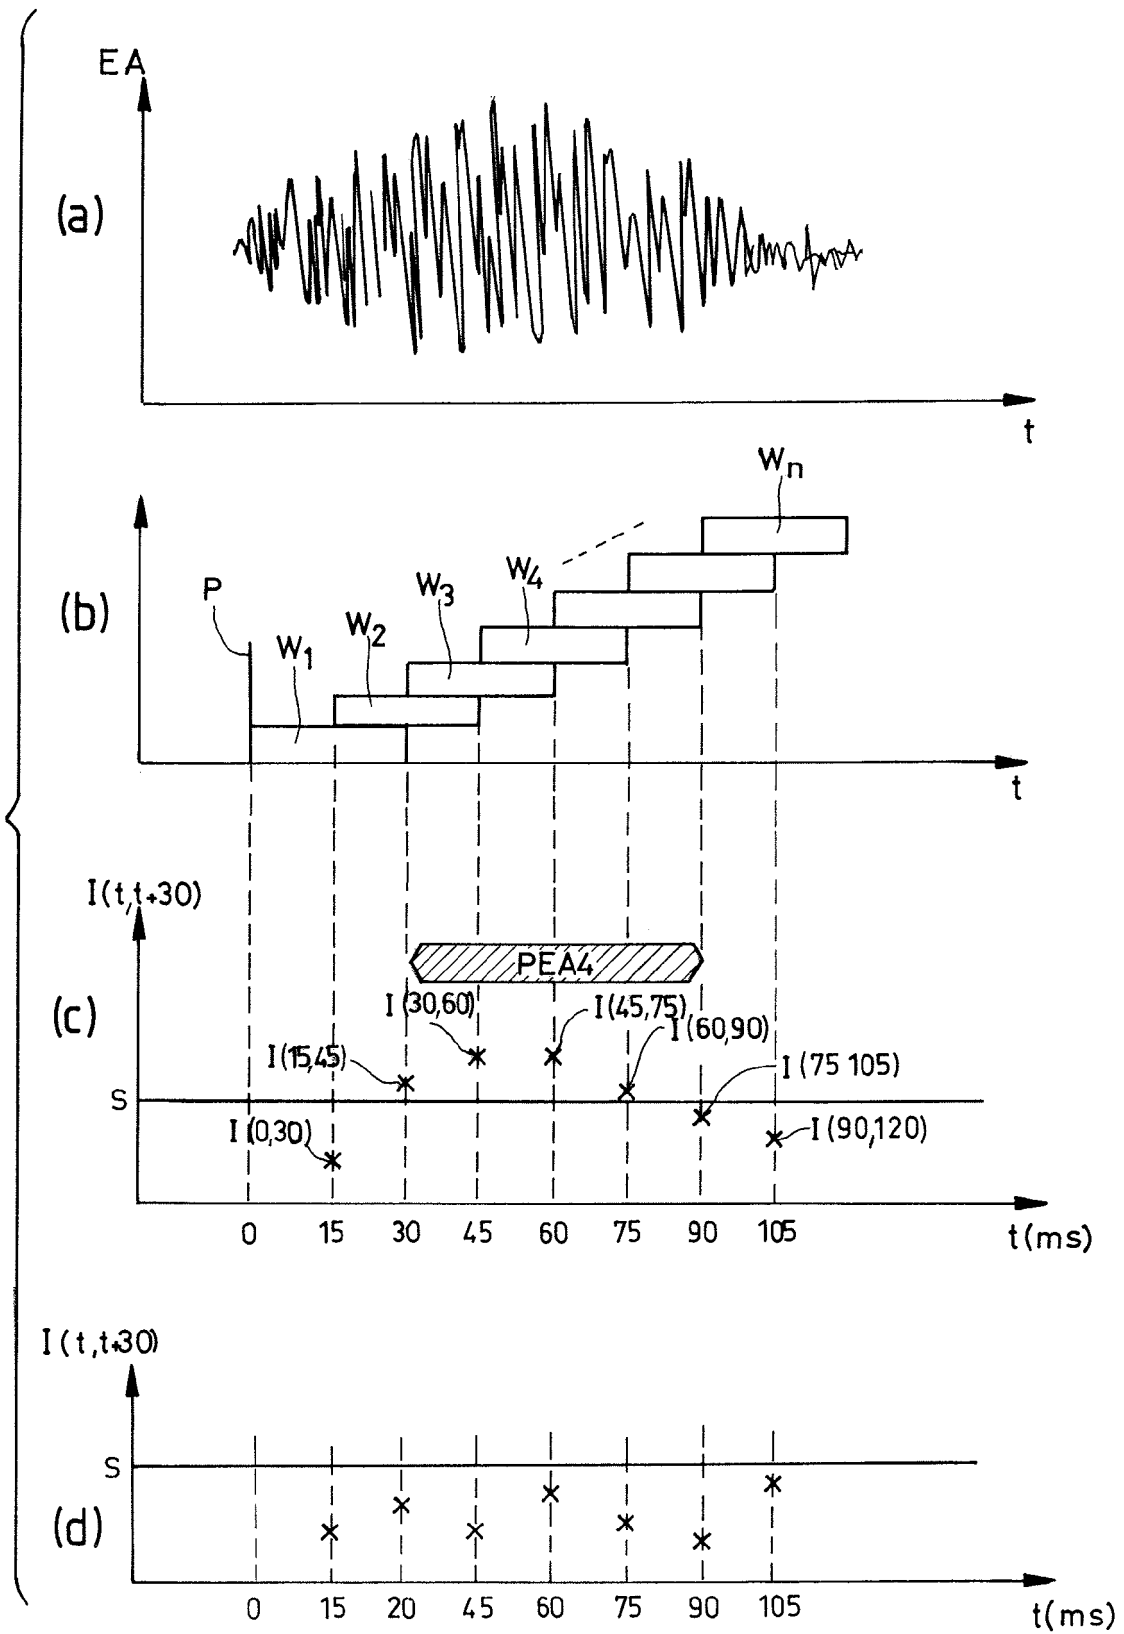 EA
(a)
t
Wn
W4
W3
P
(b)
W2
W1
t
I(t,t+30)
PEA4
I(30,60)
I(45,75)
(c)
I(60,90)
I(15,45)
I(75 105)
S
I(0,30)
I(90,120)
0 15 30 45 60 75 90 105
t(ms)
I(t,t+30)
S
(d)
0 15 20 45 60 75 90 105
t(ms)